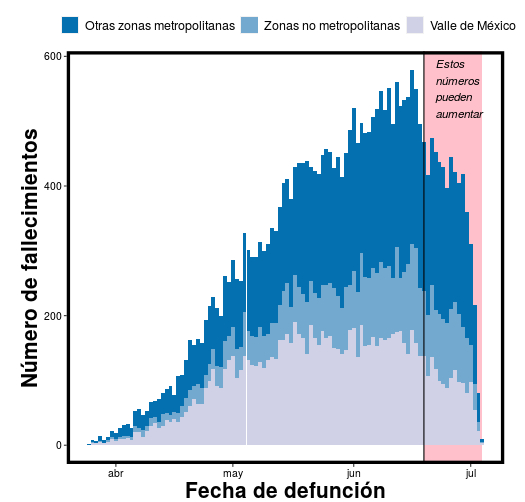 Otras zonas metropolitanas Zonas no metropolitanas Valle de México
600
400
200
0
Número de fallecimientos
Estos
números
pueden
aumentar
abr may jun jul
Fecha de defunción